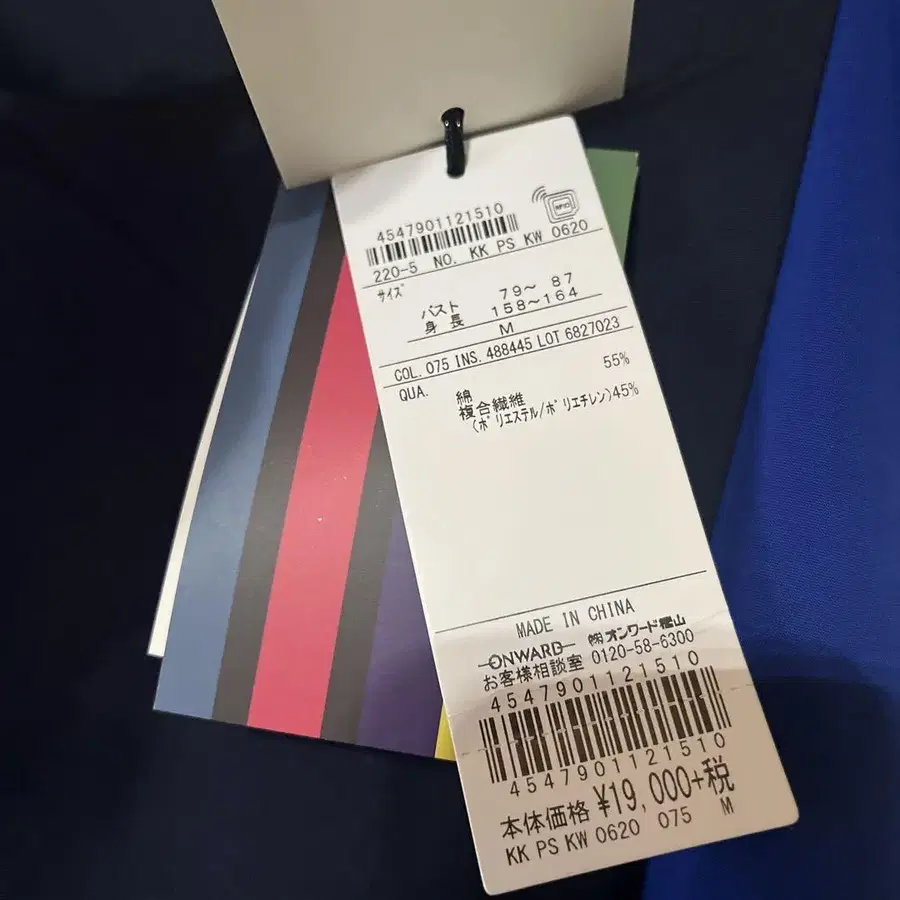 RFID
4547901121510
220-5 NO. KK PS KW 0620
サイズ
バスト 79～ 87
身長 158～164
M
COL. 075 INS. 488445 LOT 6827023
QUA. 綿 55%
複合繊維
(ポリエステル/ポリエチレン)45%
MADE IN CHINA
ONWARD ㈱オンワード樫山
お客様相談室 0120-58-6300
4547901121510
4547901121510
本体価格 ¥19,000+税
KK PS KW 0620 075 M